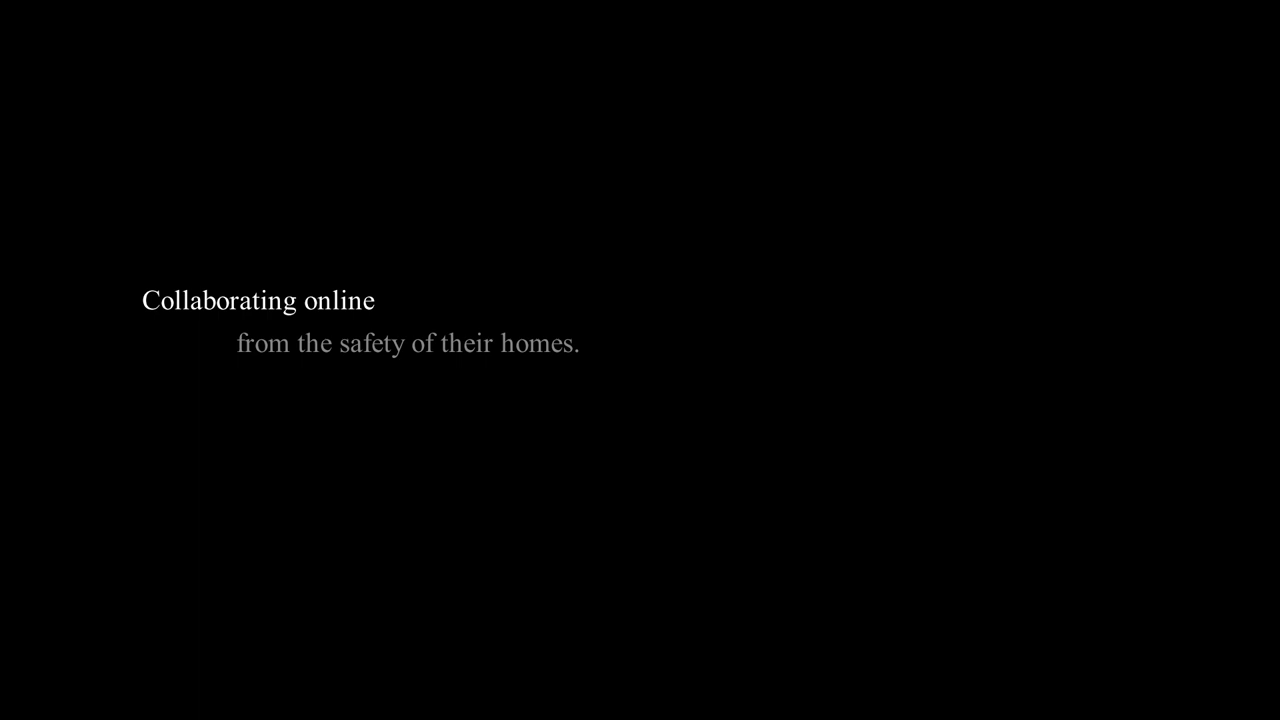 Collaborating online
from the safety of their homes.